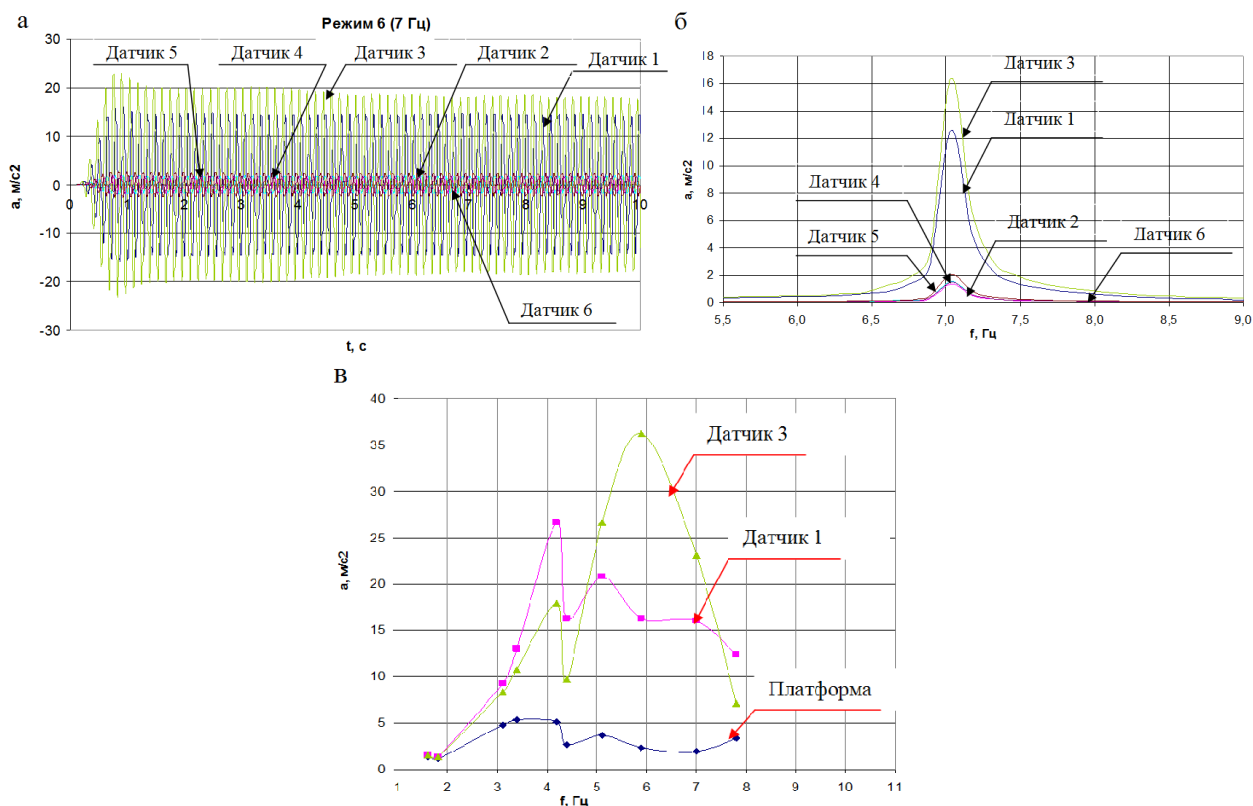 а
Режим 6 (7 Гц)
30
20
10
0
-10
-20
-30
а, м/с2
0
1
2
3
4
5
6
7
8
9
10
t, с
Датчик 5
Датчик 4
Датчик 3
Датчик 2
Датчик 1
Датчик 6
б
18
16
14
12
10
8
6
4
2
0
а, м/с2
5,5
6,0
6,5
7,0
7,5
8,0
8,5
9,0
f, Гц
Датчик 3
Датчик 1
Датчик 4
Датчик 2
Датчик 5
Датчик 6
в
40
35
30
25
20
15
10
5
0
а, м/с2
1
2
3
4
5
6
7
8
9
10
11
f, Гц
Датчик 3
Датчик 1
Платформа